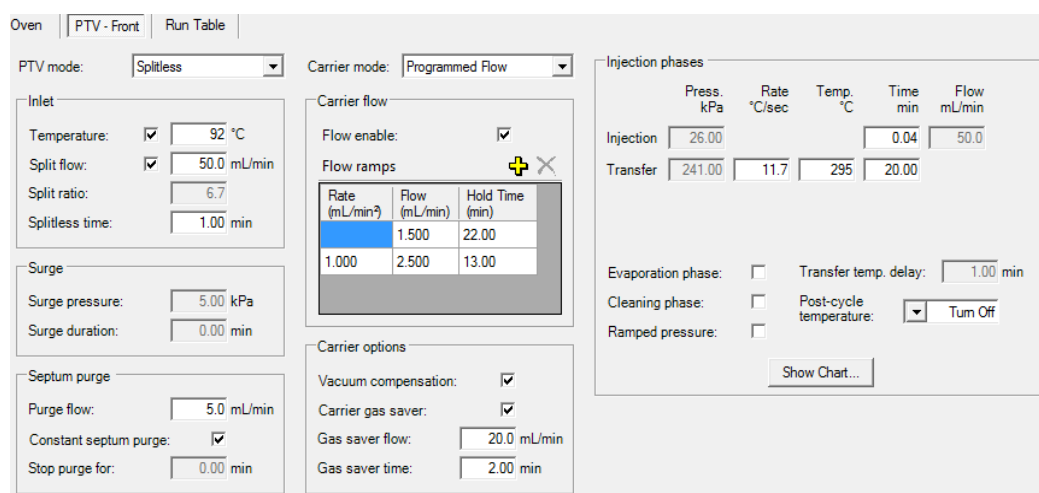 Oven PTV - Front Run Table
PTV mode: Splitless
Inlet
Temperature: 92 °C
Split flow: 50.0 mL/min
Split ratio: 6.7
Splitless time: 1.00 min
Surge
Surge pressure: 5.00 kPa
Surge duration: 0.00 min
Septum purge
Purge flow: 5.0 mL/min
Constant septum purge:
Stop purge for: 0.00 min
Carrier mode: Programmed Flow
Carrier flow
Flow enable:
Flow ramps
Rate Flow Hold Time
(mL/min²) (mL/min) (min)
1.500 22.00
1.000 2.500 13.00
Carrier options
Vacuum compensation:
Carrier gas saver:
Gas saver flow: 20.0 mL/min
Gas saver time: 2.00 min
Injection phases
Press. Rate Temp. Time Flow
kPa °C/sec °C min mL/min
Injection 26.00 0.04 50.0
Transfer 241.00 11.7 295 20.00
Evaporation phase: Transfer temp. delay: 1.00 min
Cleaning phase: Post-cycle
temperature: Turn Off
Ramped pressure:
Show Chart...